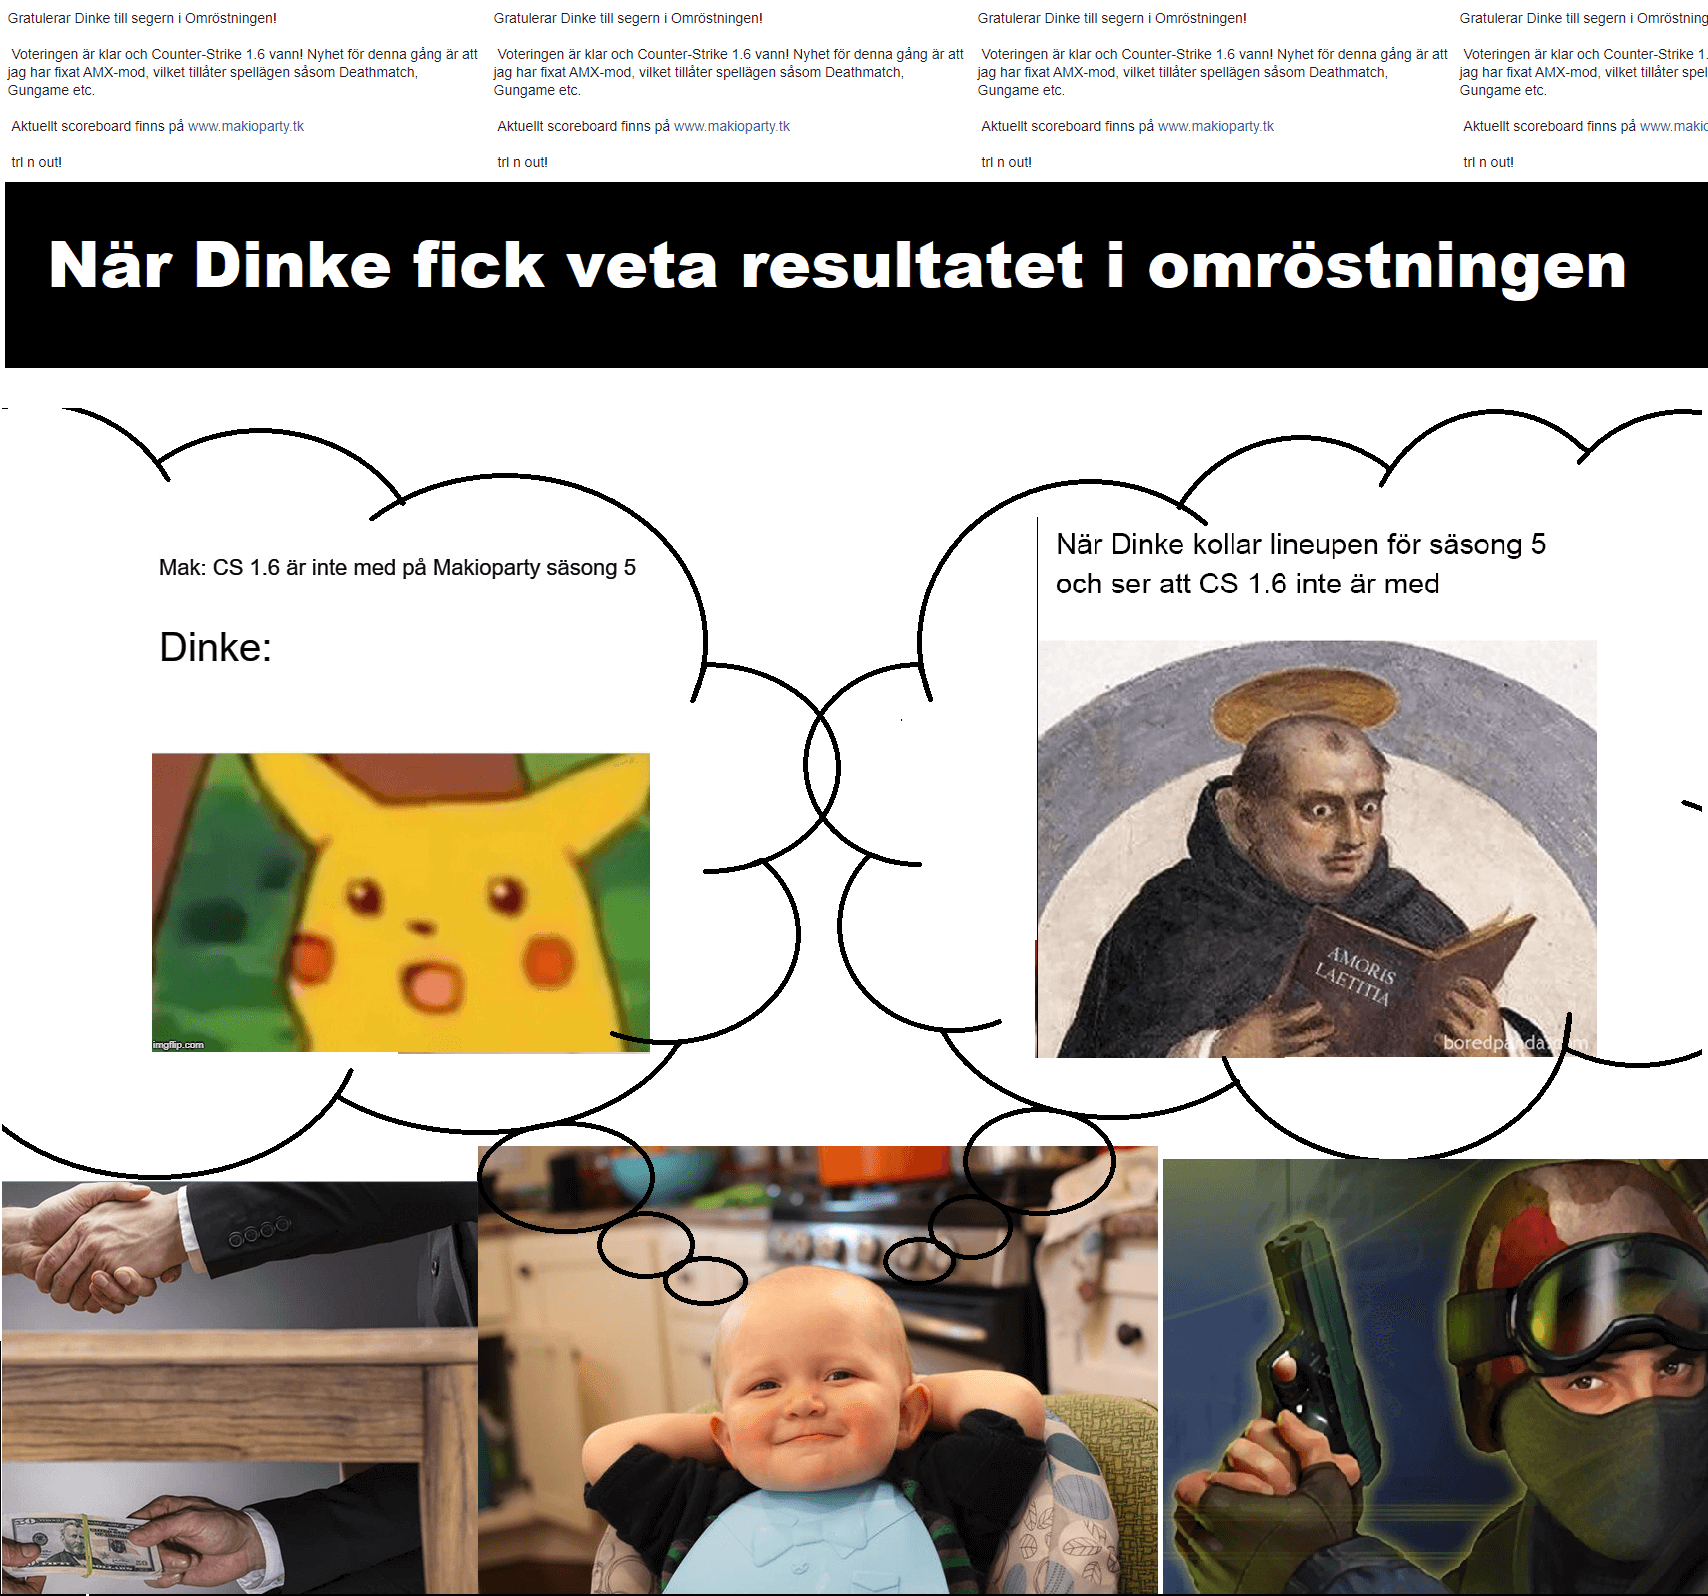 Gratulerar Dinke till segern i Omröstningen!
Voteringen är klar och Counter-Strike 1.6 vann! Nyhet för denna gång är att
jag har fixat AMX-mod, vilket tillåter spellägen såsom Deathmatch,
Gungame etc.
Aktuellt scoreboard finns på www.makioparty.tk
trl n out!
Gratulerar Dinke till segern i Omröstningen!
Voteringen är klar och Counter-Strike 1.6 vann! Nyhet för denna gång är att
jag har fixat AMX-mod, vilket tillåter spellägen såsom Deathmatch,
Gungame etc.
Aktuellt scoreboard finns på www.makioparty.tk
trl n out!
Gratulerar Dinke till segern i Omröstningen!
Voteringen är klar och Counter-Strike 1.6 vann! Nyhet för denna gång är att
jag har fixat AMX-mod, vilket tillåter spellägen såsom Deathmatch,
Gungame etc.
Aktuellt scoreboard finns på www.makioparty.tk
trl n out!
Gratulerar Dinke till segern i Omröstning
Voteringen är klar och Counter-Strike 1.
jag har fixat AMX-mod, vilket tillåter spel
Gungame etc.
Aktuellt scoreboard finns på www.makio
trl n out!
När Dinke fick veta resultatet i omröstningen
Mak: CS 1.6 är inte med på Makioparty säsong 5
Dinke:
imgflip.com
När Dinke kollar lineupen för säsong 5
och ser att CS 1.6 inte är med
AMORIS
LAETITIA
boredpanda.com
50